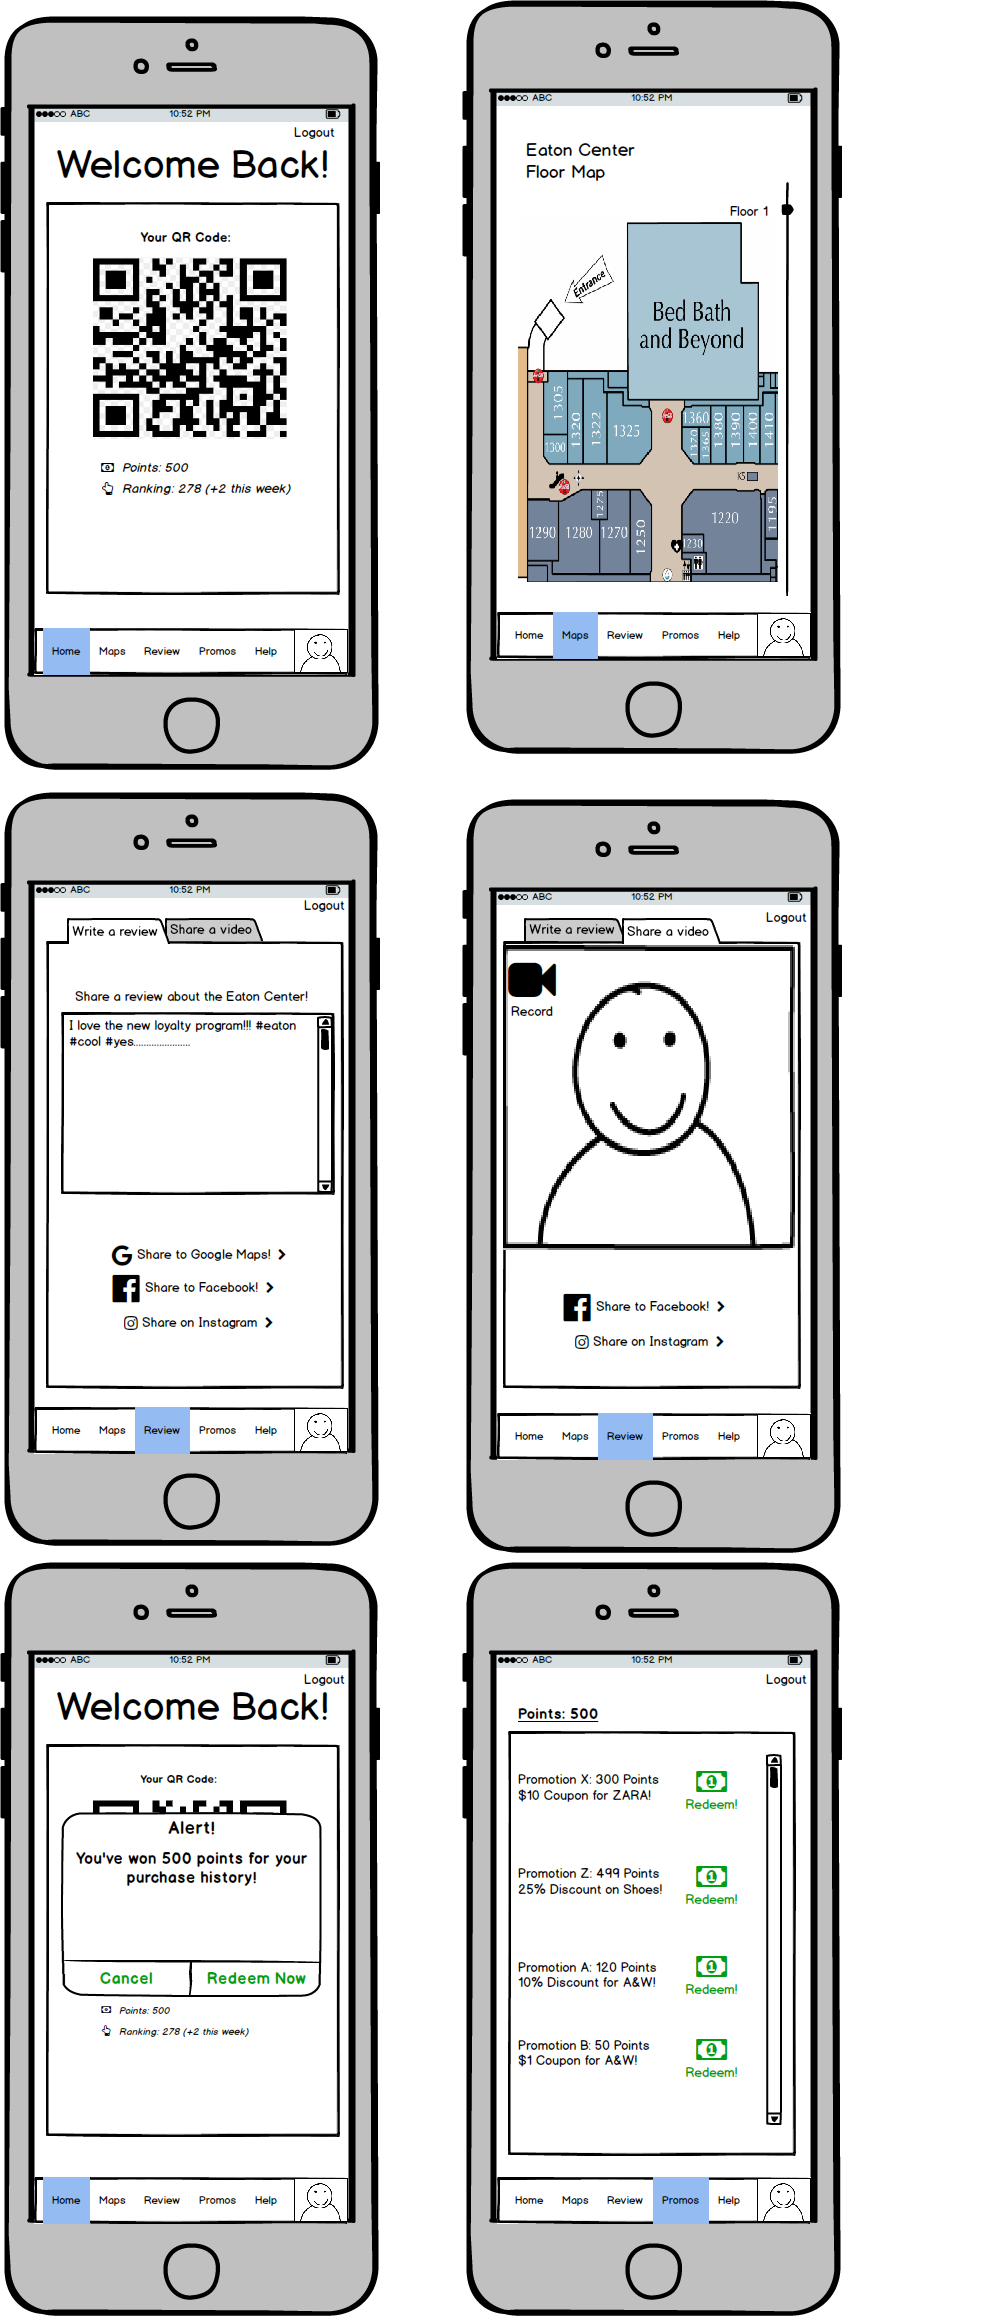 ABC 10:52 PM
Logout
Welcome Back!
Your QR Code:
Points: 500
Ranking: 278 (+2 this week)
Home Maps Review Promos Help
ABC 10:52 PM
Eaton Center
Floor Map
Floor 1
Entrance
Bed Bath
and Beyond
1305
1300
1320
1322
1325
1360
1370
1365
1380
1390
1400
1410
KS
1290
1280
1275
1270
1250
1220
1230
1195
Home Maps Review Promos Help
ABC 10:52 PM
Logout
Write a review Share a video
Share a review about the Eaton Center!
I love the new loyalty program!!! #eaton
#cool #yes......................
Share to Google Maps!
Share to Facebook!
Share on Instagram
Home Maps Review Promos Help
ABC 10:52 PM
Logout
Write a review Share a video
Record
Share to Facebook!
Share on Instagram
Home Maps Review Promos Help
ABC 10:52 PM
Logout
Welcome Back!
Your QR Code:
Alert!
You've won 500 points for your
purchase history!
Cancel Redeem Now
Points: 500
Ranking: 278 (+2 this week)
Home Maps Review Promos Help
ABC 10:52 PM
Logout
Points: 500
Promotion X: 300 Points
$10 Coupon for ZARA!
Redeem!
Promotion Z: 499 Points
25% Discount on Shoes!
Redeem!
Promotion A: 120 Points
10% Discount for A&W!
Redeem!
Promotion B: 50 Points
$1 Coupon for A&W!
Redeem!
Home Maps Review Promos Help